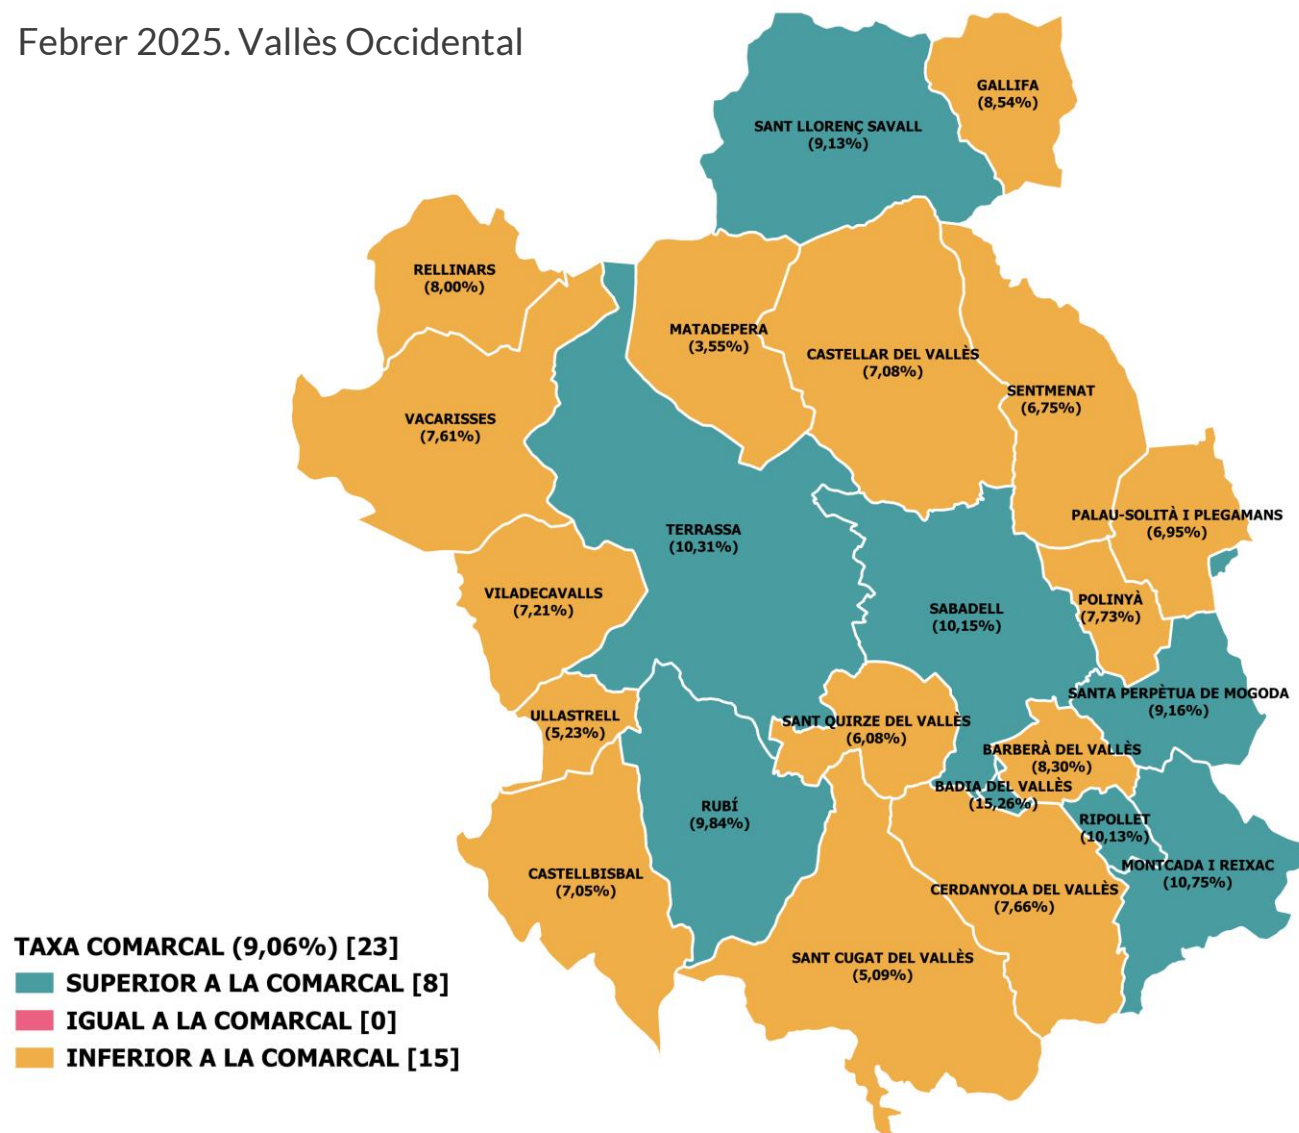 Febrer 2025. Vallès Occidental
GALLIFA
(8,54%)
SANT LLORENÇ SAVALL
(9,13%)
RELLINARS
(8,00%)
MATADEPERA
(3,55%)
CASTELLAR DEL VALLÈS
(7,08%)
SENTMENAT
(6,75%)
VACARISSES
(7,61%)
PALAU-SOLITÀ I PLEGAMANS
(6,95%)
TERRASSA
(10,31%)
VILADECAVALLS
(7,21%)
SABADELL
(10,15%)
POLINYÀ
(7,73%)
SANTA PERPÈTUA DE MOGODA
(9,16%)
ULLASTRELL
(5,23%)
SANT QUIRZE DEL VALLÈS
(6,08%)
BARBERÀ DEL VALLÈS
(8,30%)
BADIA DEL VALLÈS
(15,26%)
RUBÍ
(9,84%)
RIPOLLET
(10,13%)
MONTCADA I REIXAC
(10,75%)
CASTELLBISBAL
(7,05%)
CERDANYOLA DEL VALLÈS
(7,66%)
SANT CUGAT DEL VALLÈS
(5,09%)
TAXA COMARCAL (9,06%) [23]
SUPERIOR A LA COMARCAL [8]
IGUAL A LA COMARCAL [0]
INFERIOR A LA COMARCAL [15]